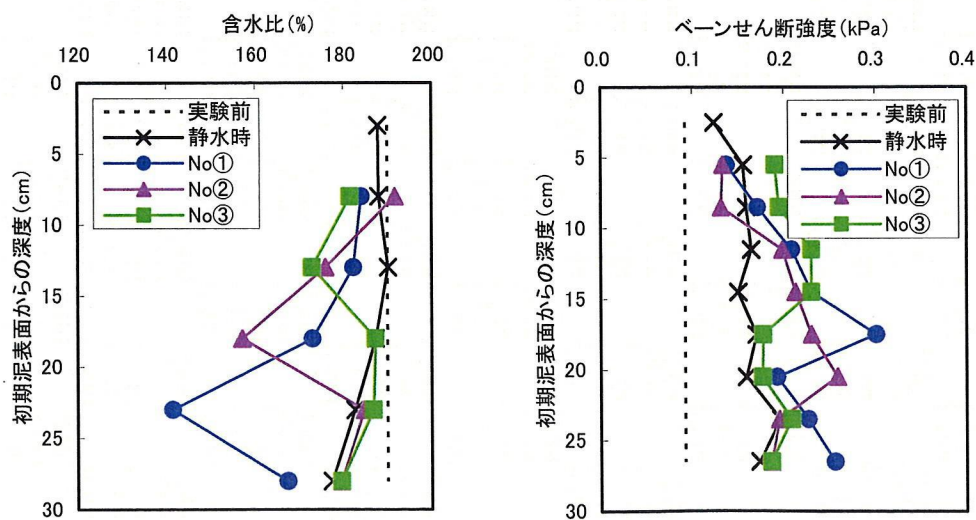 含水比(%)
120 140 160 180 200
0
5
10
15
20
25
30
初期泥表面からの深度(cm)
実験前
静水時
No①
No②
No③
ベーンせん断強度(kPa)
0.0 0.1 0.2 0.3 0.4
0
5
10
15
20
25
30
初期泥表面からの深度(cm)
実験前
静水時
No①
No②
No③